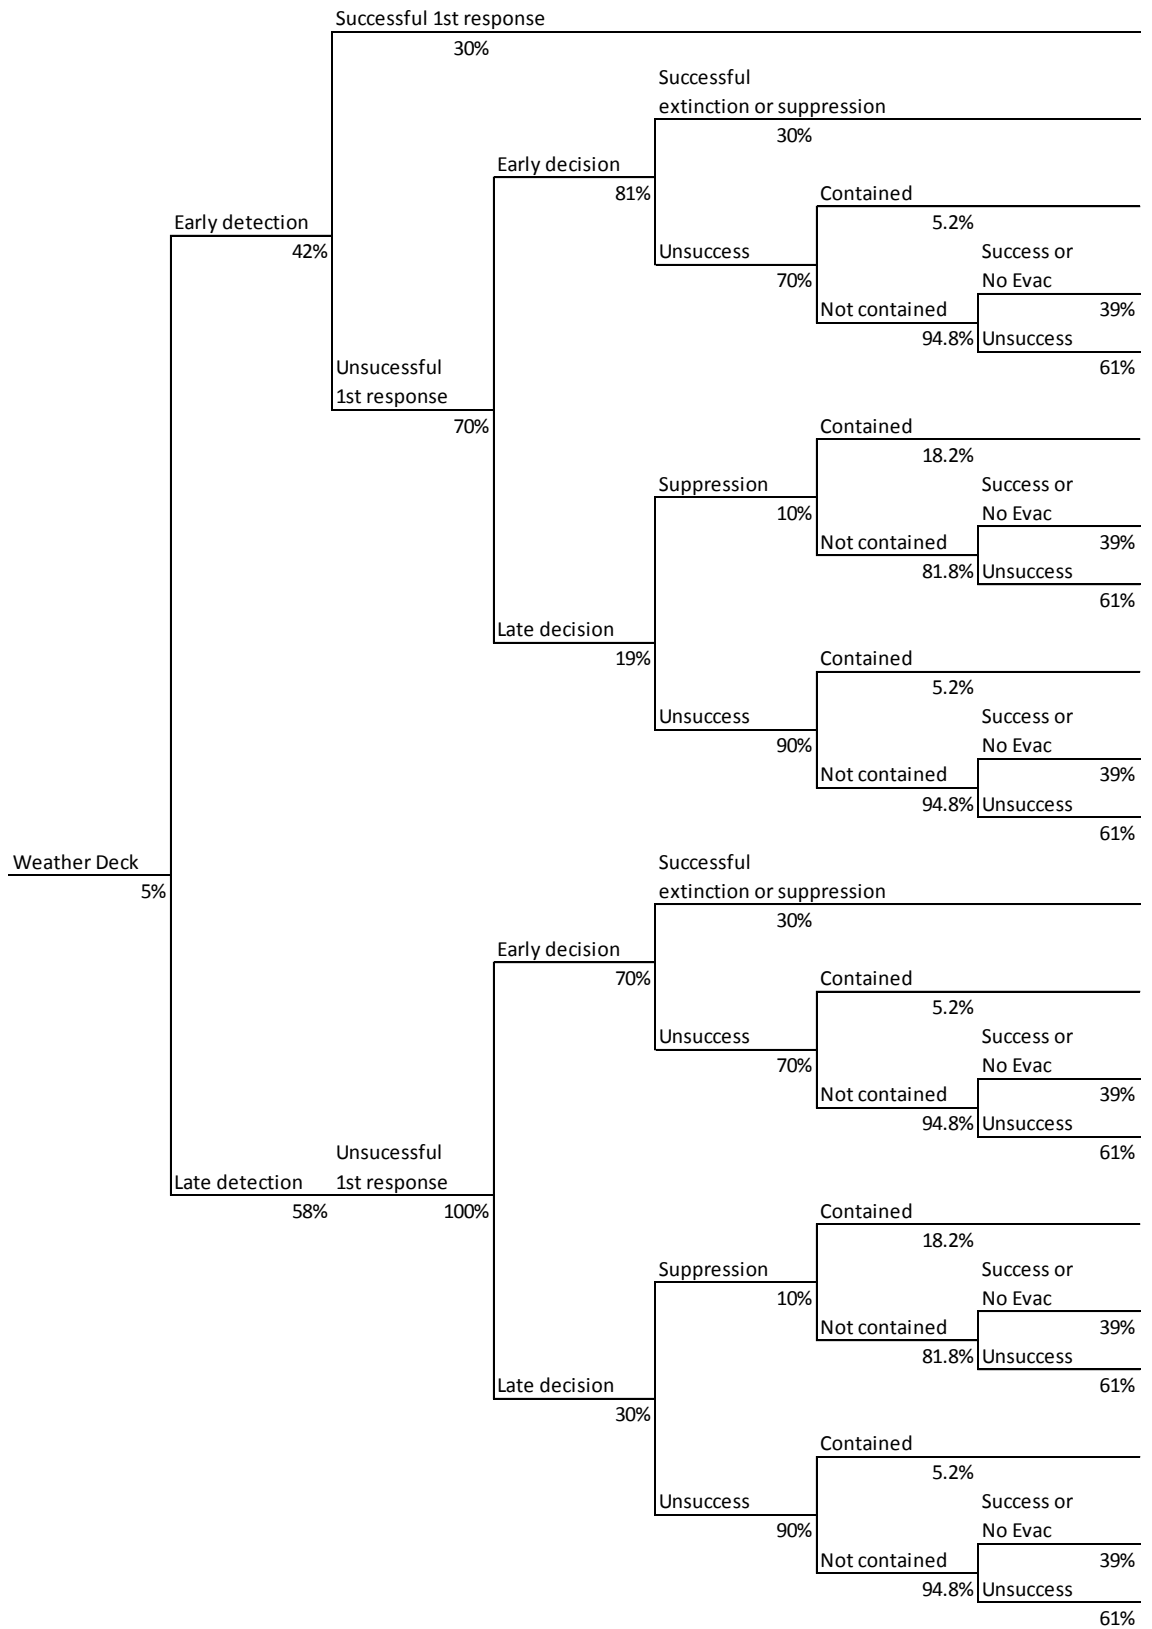 Successful 1st response
30%
Successful
extinction or suppression
30%
Early decision
81%
Contained
5.2%
Early detection
42%
Unsuccess
70%
Success or
No Evac
39%
Not contained
94.8%
Unsuccess
61%
Unsucessful
1st response
70%
Contained
18.2%
Suppression
10%
Success or
No Evac
39%
Not contained
81.8%
Unsuccess
61%
Late decision
19%
Contained
5.2%
Unsuccess
90%
Success or
No Evac
39%
Not contained
94.8%
Unsuccess
61%
Weather Deck
5%
Successful
extinction or suppression
30%
Early decision
70%
Contained
5.2%
Unsuccess
70%
Success or
No Evac
39%
Not contained
94.8%
Unsuccess
61%
Late detection
58%
Unsucessful
1st response
100%
Contained
18.2%
Suppression
10%
Success or
No Evac
39%
Not contained
81.8%
Unsuccess
61%
Late decision
30%
Contained
5.2%
Unsuccess
90%
Success or
No Evac
39%
Not contained
94.8%
Unsuccess
61%